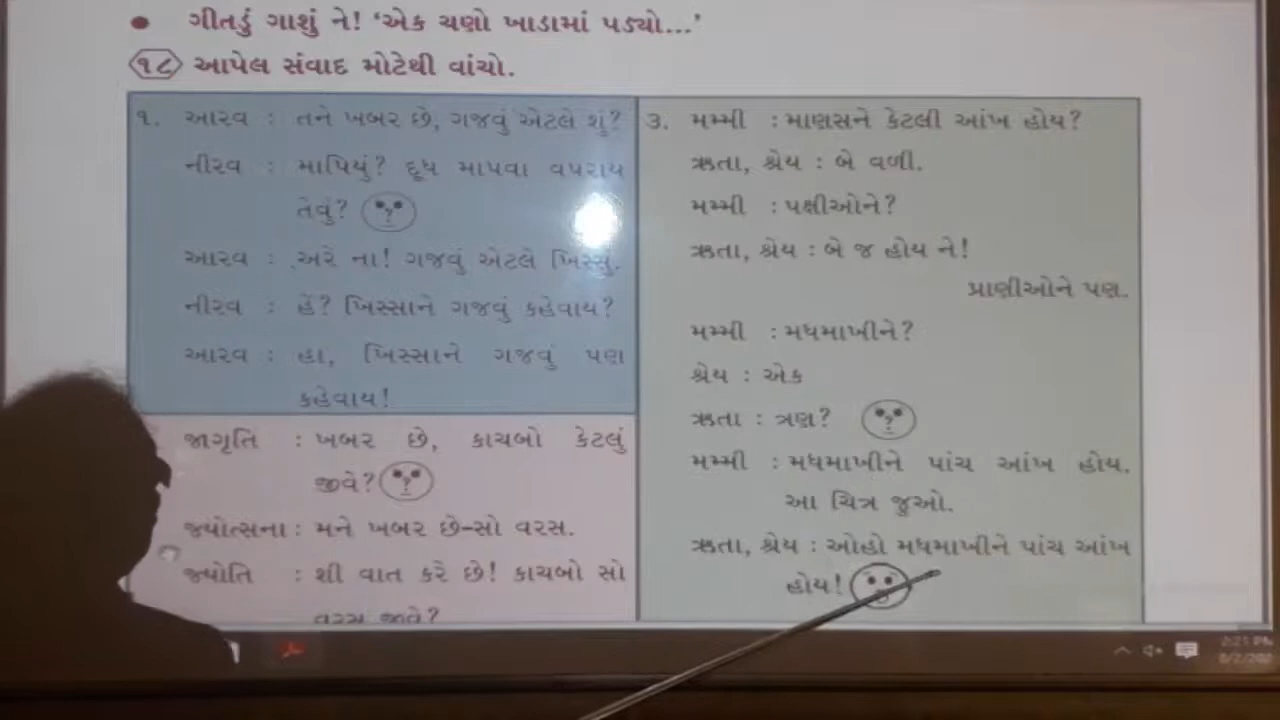 ● ગીતડું ગાશું ને! ‘એક ચણો ખાડામાં પડ્યો...’
૧૮ આપેલ સંવાદ મોટેથી વાંચો.
૧. આરવ : તને ખબર છે, ગજવું એટલે શું?
નીરવ : માપિયું? દૂધ માપવા વપરાય
તેવું?
આરવ : અરે ના! ગજવું એટલે ખિસ્સું.
નીરવ : હેં? ખિસ્સાને ગજવું કહેવાય?
આરવ : હા, ખિસ્સાને ગજવું પણ
કહેવાય!
જાગૃતિ : ખબર છે, કાચબો કેટલું
જીવે?
જ્યોત્સના : મને ખબર છે-સો વરસ.
જ્યોતિ : શી વાત કરે છે! કાચબો સો
વરસ જીવે?
૩. મમ્મી : માણસને કેટલી આંખ હોય?
ઋતા, શ્રેય : બે વળી.
મમ્મી : પક્ષીઓને?
ઋતા, શ્રેય : બે જ હોય ને!
પ્રાણીઓને પણ.
મમ્મી : મધમાખીને?
શ્રેય : એક
ઋતા : ત્રણ?
મમ્મી : મધમાખીને પાંચ આંખ હોય.
આ ચિત્ર જુઓ.
ઋતા, શ્રેય : ઓહો મધમાખીને પાંચ આંખ
હોય!
2:21 PM